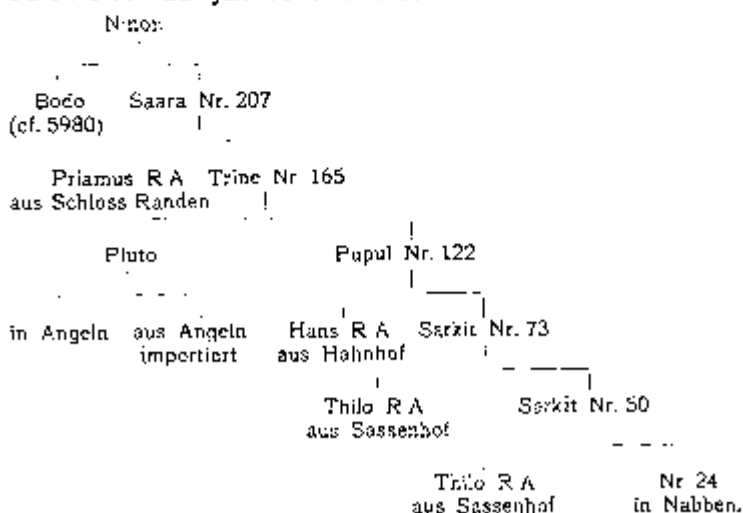 Ninon
Bodo Saara Nr. 207
(cf. 5980)
Priamus R A Trine Nr 165
aus Schloss Randen
Pluto Pupul Nr. 122
in Angeln aus Angeln Hans R A Sarkit Nr. 73
importiert aus Hahnhof
Thilo R A Sarkit Nr. 50
aus Sassenhof
Thilo R A Nr 24
aus Sassenhof in Nabben.